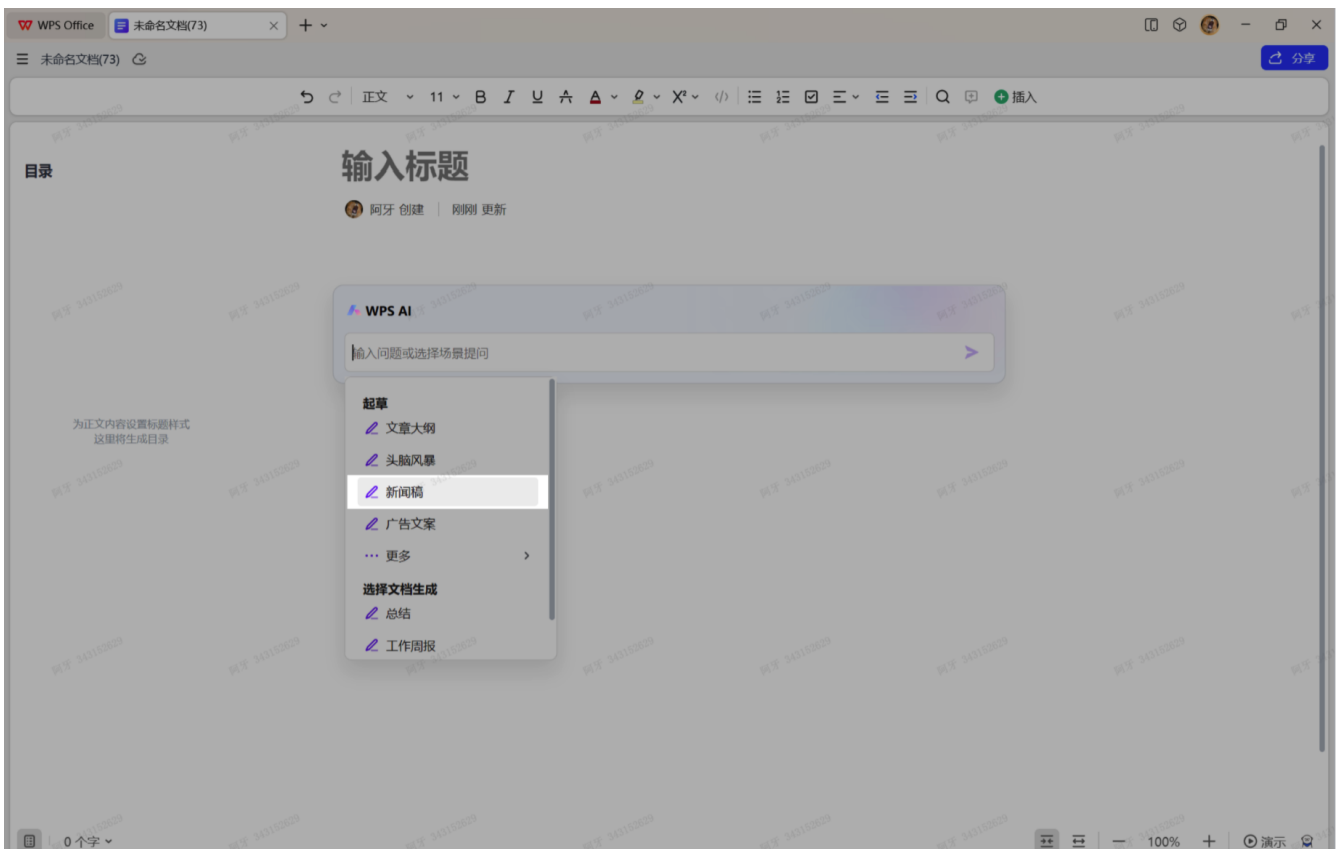 WPS Office
未命名文档(73)
未命名文档(73)
分享
正文
11
B
I
U
A
A
X²
</>
插入
目录
输入标题
阿牙 创建
刚刚 更新
WPS AI
输入问题或选择场景提问
起草
文章大纲
头脑风暴
新闻稿
广告文案
更多
选择文档生成
总结
工作周报
为正文内容设置标题样式
这里将生成目录
0 个字
100%
演示